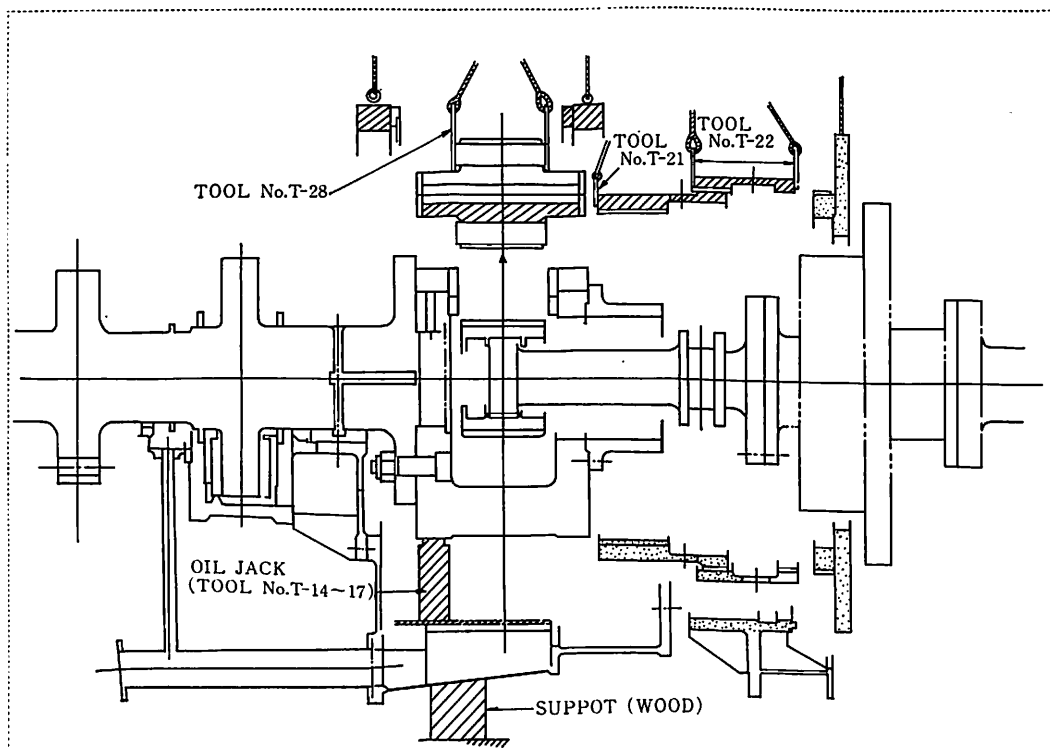 TOOL
No.T-21
TOOL
No.T-22
TOOL No.T-28
OIL JACK
(TOOL No.T-14~17)
SUPPOT (WOOD)